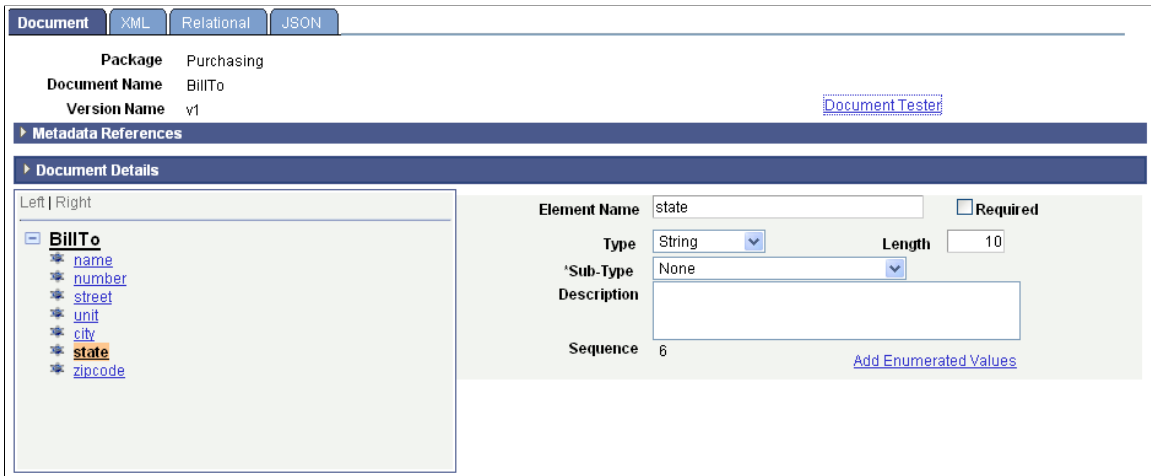 Document XML Relational JSON
Package Purchasing
Document Name BillTo
Version Name v1
Document Tester
Metadata References
Document Details
Left | Right
BillTo
name
number
street
unit
city
state
zipcode
Element Name state Required
Type String Length 10
*Sub-Type None
Description
Sequence 6
Add Enumerated Values